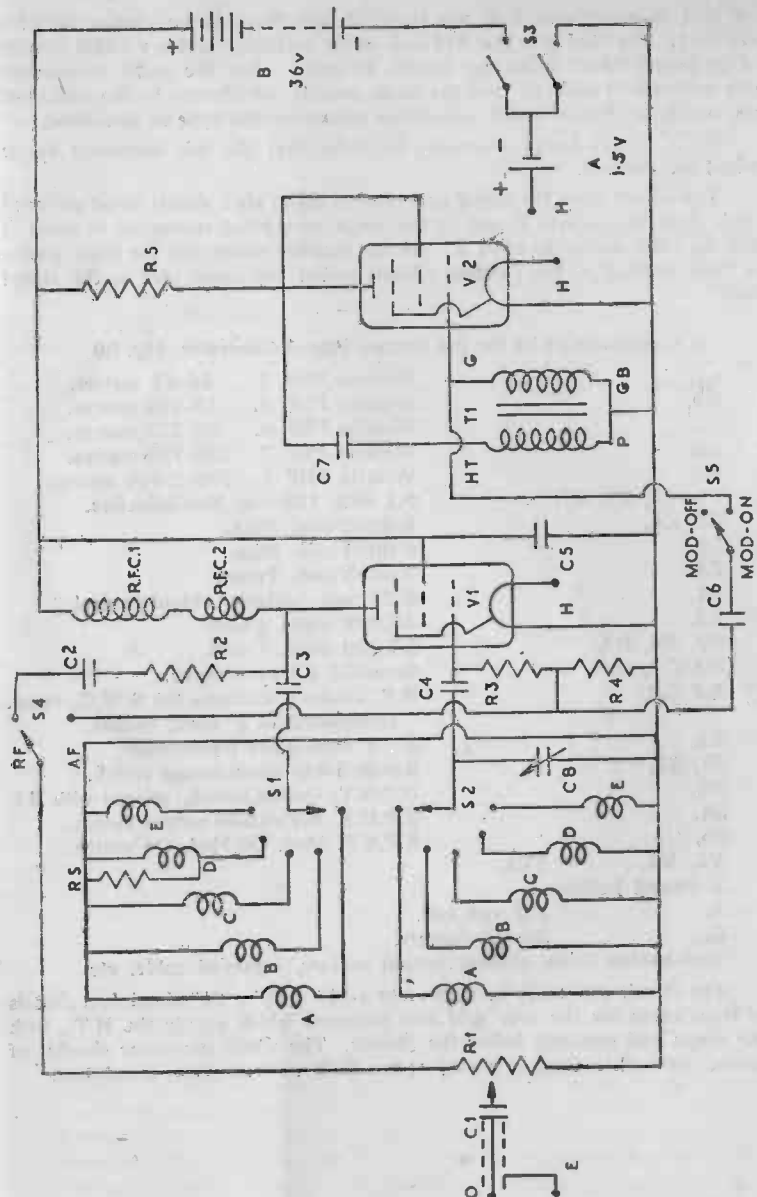 +
B
36v
-
S3
-
+
A
1.5 V
H
R5
V2
H
G
T1
GB
HT
P
C7
S5
MOD-OFF
MOD-ON
C6
R.F.C.1
R.F.C.2
C5
V1
H
C2
R2
C3
C4
R3
R4
S4
RF
AF
S1
S2
C8
E
RS
D
C
B
A
E
D
C
B
A
R1
C1
O
E